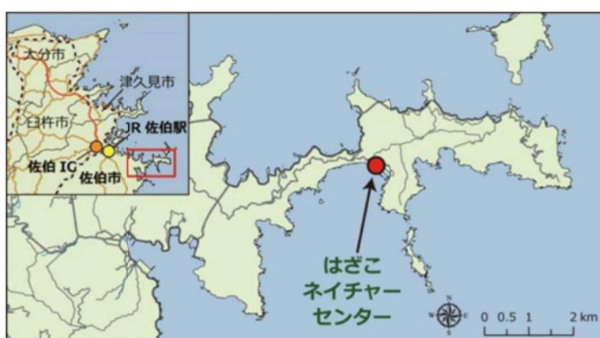 大分市
津久見市
臼杵市
JR 佐伯駅
佐伯 IC
佐伯市
はざこ
ネイチャー
センター
N
W E
S
0 0.5 1 2 km